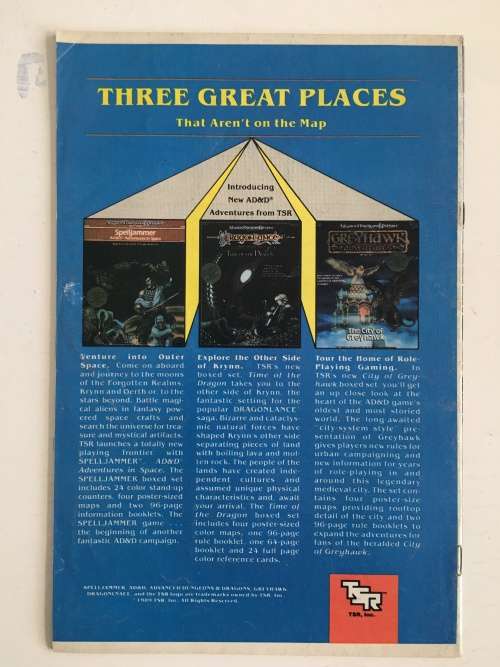 THREE GREAT PLACES
That Aren't on the Map
Introducing
New AD&D®
Adventures from TSR
Spelljammer
AD&D Adventures in Space
DRAGONLANCE
Time of the Dragon
GREYHAWK
The City of
Greyhawk
Venture into Outer
Space. Come on aboard
and journey to the moons
of the Forgotten Realms,
Krynn and Oerth or, to the
stars beyond. Battle magi-
cal aliens in fantasy pow-
ered space crafts and
search the universe for trea-
sure and mystical artifacts.
TSR launches a totally new
playing frontier with
SPELLJAMMER™ AD&D
Adventures in Space. The
SPELLJAMMER boxed set
includes 24 color stand-up
counters, four poster-sized
maps and two 96-page
information booklets. The
SPELLJAMMER game . . .
the beginning of another
fantastic AD&D campaign.
Explore the Other Side
of Krynn. TSR's new
boxed set, Time of the
Dragon takes you to the
other side of Krynn, the
fantastic setting for the
popular DRAGONLANCE®
saga. Bizarre and cataclys-
mic natural forces have
shaped Krynn's other side
separating pieces of land
with boiling lava and mol-
ten rock. The people of the
lands have created inde-
pendent cultures and
assumed unique physical
characteristics and, await
your arrival. The Time of
the Dragon boxed set
includes four poster-sized
color maps, one 96-page
rule booklet, one 64-page
booklet and 24 full page
color reference cards.
Tour the Home of Role-
Playing Gaming. In
TSR's new City of Grey-
hawk boxed set, you'll get
an up close look at the
heart of the AD&D game's
oldest and most storied
world. The long-awaited
"city-system style" pre-
sentation of Greyhawk
gives players new rules for
urban campaigning and
new information for years
of role-playing in and
around this legendary
medieval city. The set con-
tains four poster-size
maps providing rooftop
detail of the city and two
96-page rule booklets to
expand the adventures for
fans of the heralded City
of Greyhawk.
SPELLJAMMER, AD&D, ADVANCED DUNGEONS & DRAGONS, GREYHAWK,
DRAGONLANCE, and the TSR logo are trademarks owned by TSR, Inc.
©1989 TSR, Inc. All Rights Reserved.
TSR
TSR, Inc.